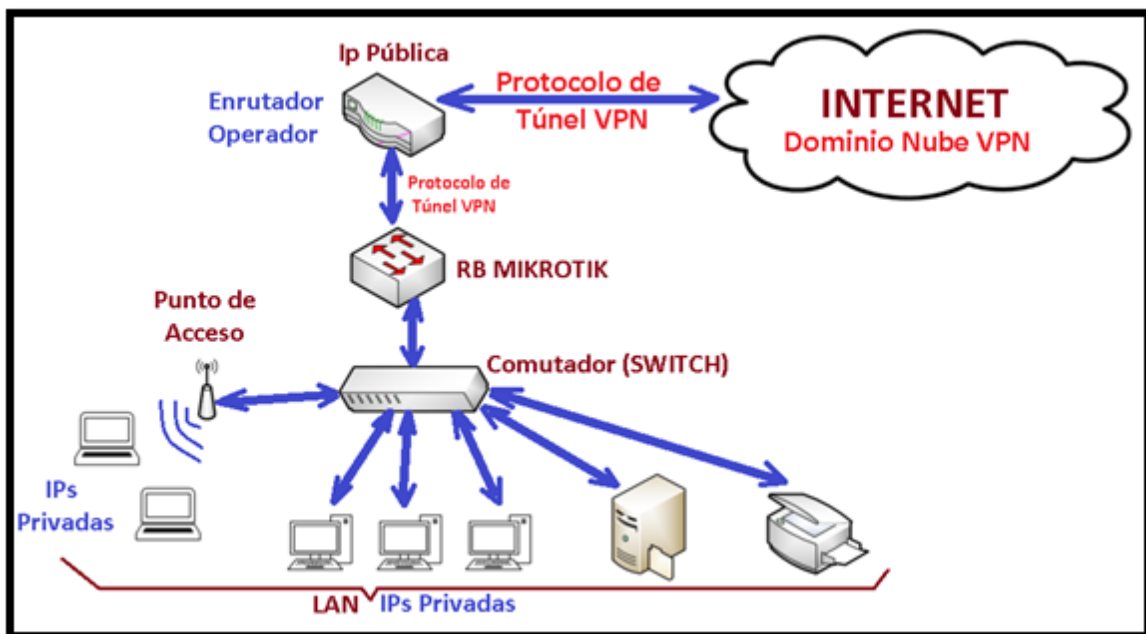 Ip Pública
Enrutador
Operador
Protocolo de
Túnel VPN
INTERNET
Dominio Nube VPN
Protocolo de
Túnel VPN
RB MIKROTIK
Punto de
Acceso
Comutador (SWITCH)
IPs
Privadas
LAN IPs Privadas